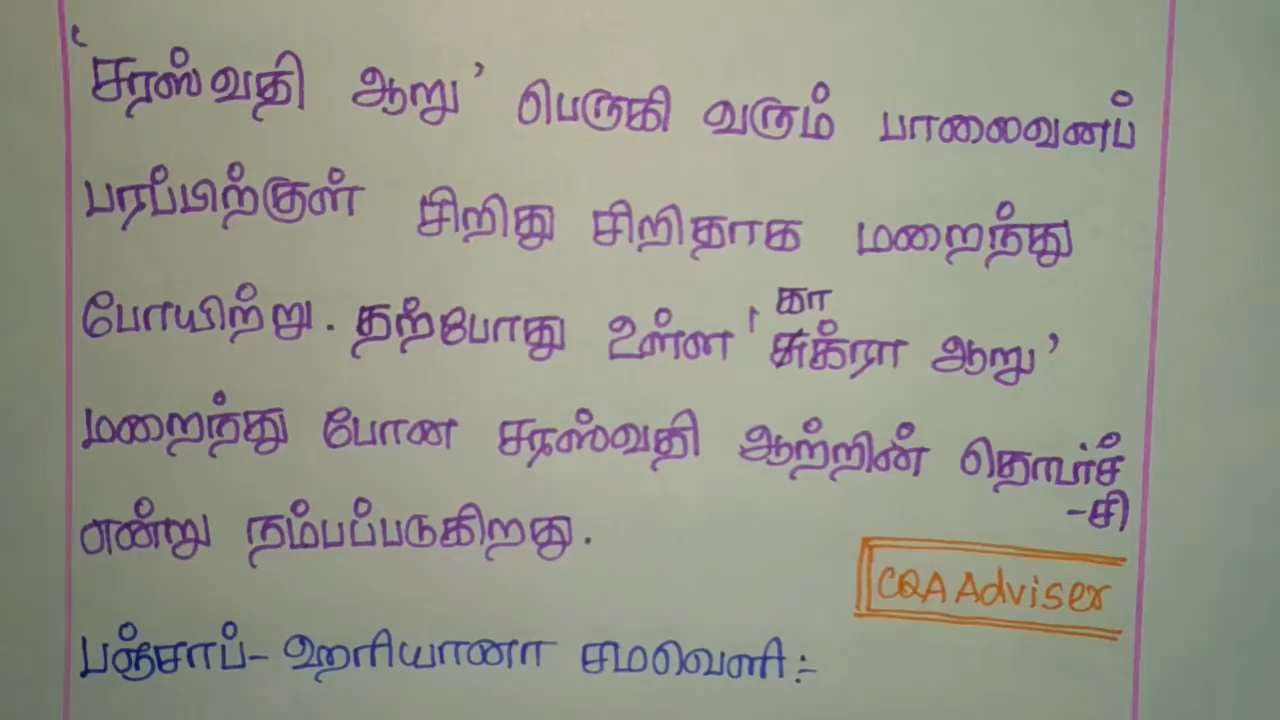 'சரஸ்வதி ஆறு' பெருகி வரும் பாலைவனப்
பரப்பிற்குள் சிறிது சிறிதாக மறைந்து
போயிற்று. தற்போது உள்ள 'சுக்ரா ஆறு'
கா
மறைந்து போன சரஸ்வதி ஆற்றின் தொடர்ச்
-சி
என்று நம்பப்படுகிறது.
CQA Adviser
பஞ்சாப் - ஹரியானா சமவெளி :-